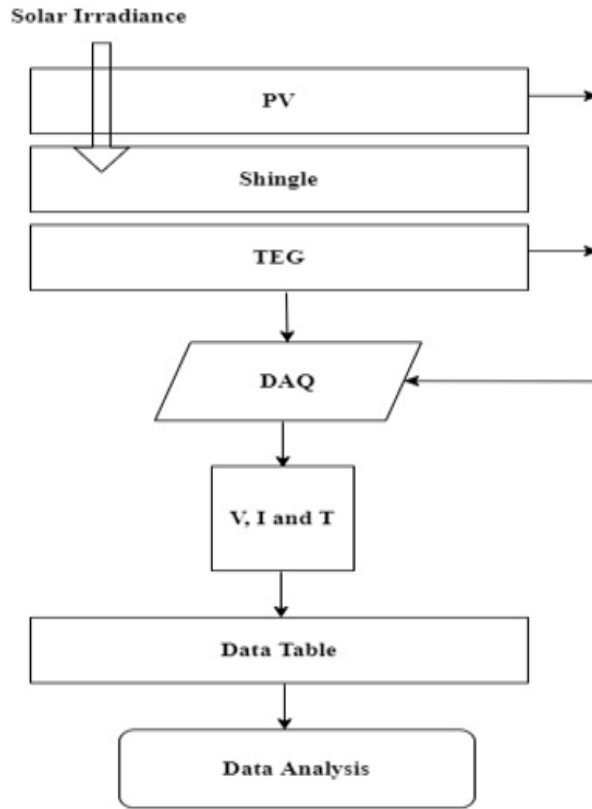 Solar Irradiance
PV
Shingle
TEG
DAQ
V, I and T
Data Table
Data Analysis